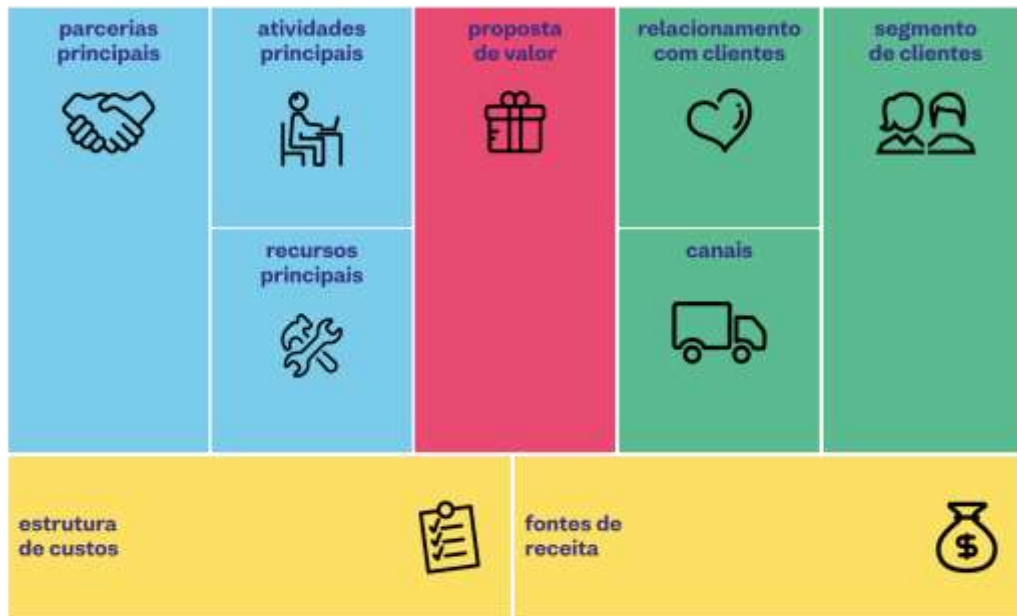 parcerias
principais
atividades
principais
proposta
de valor
relacionamento
com clientes
segmento
de clientes
recursos
principais
canais
estrutura
de custos
fontes de
receita
$